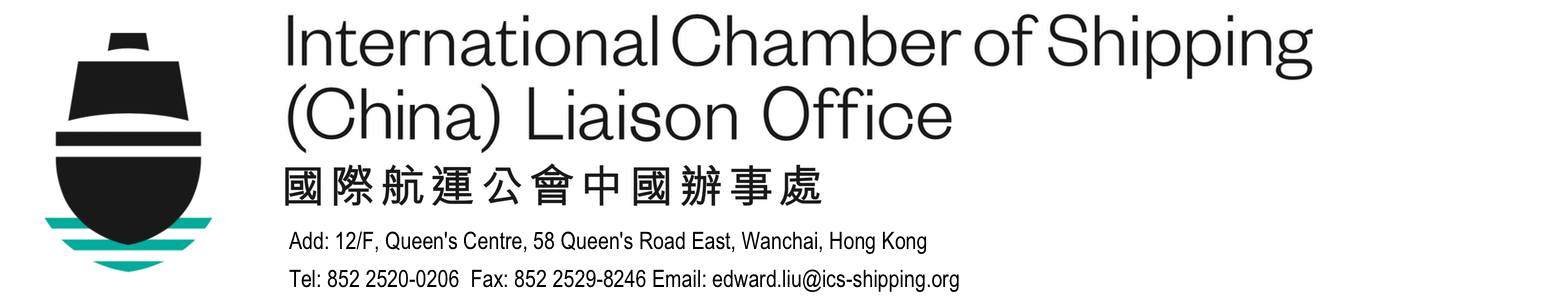 International Chamber of Shipping
(China) Liaison Office
國際航運公會中國辦事處
Add: 12/F, Queen's Centre, 58 Queen's Road East, Wanchai, Hong Kong
Tel: 852 2520-0206  Fax: 852 2529-8246 Email: edward.liu@ics-shipping.org